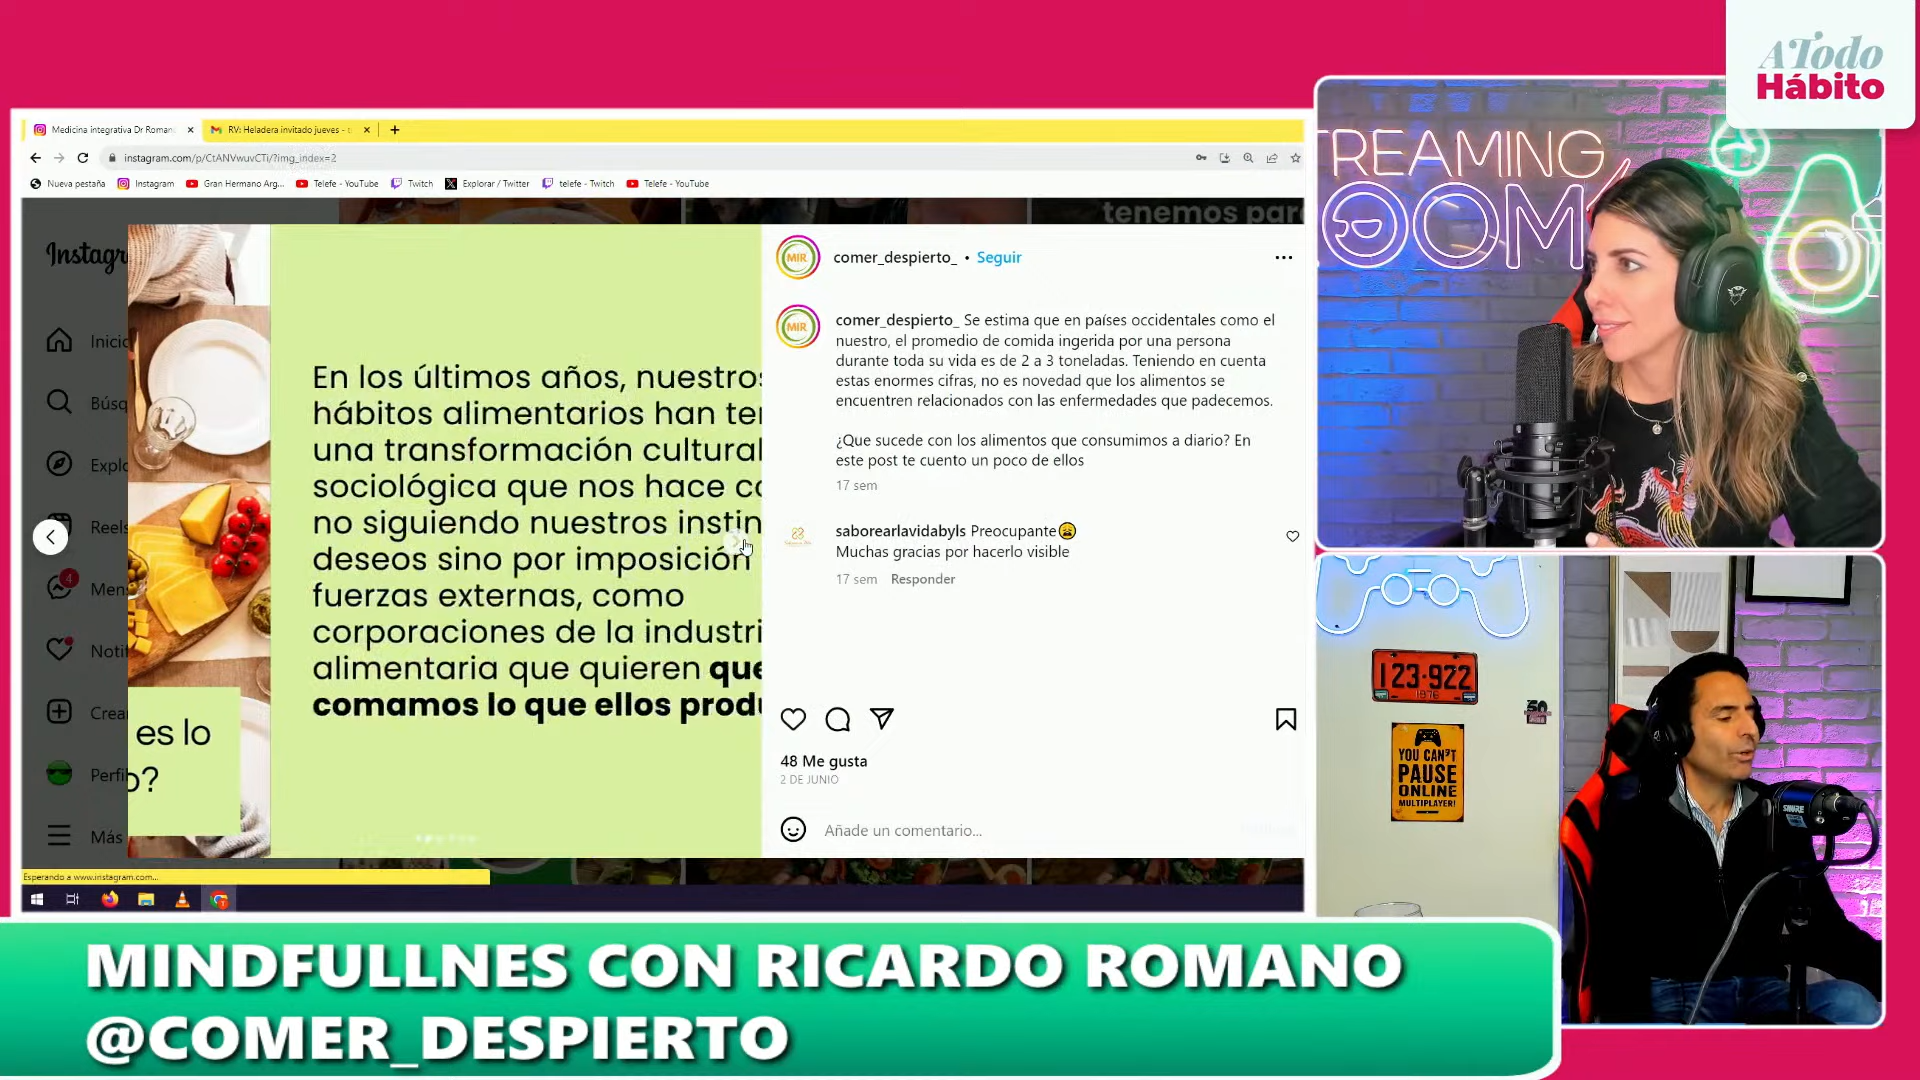 A Todo
Hábito
Medicina integrativa Dr Roman
RV: Heladera invitado jueves -
instagram.com/p/CtANVwuvCTi/?img_index=2
Nueva pestaña
Instagram
Gran Hermano Arg...
Telefe - YouTube
Twitch
Explorar / Twitter
telefe - Twitch
Telefe - YouTube
tenemos par
Instagr
Inicio
Búsq
Explo
Reels
4
Men
Noti
Crea
Perfi
Más
es lo
o?
En los últimos años, nuestros
hábitos alimentarios han te
una transformación cultural
sociológica que nos hace co
no siguiendo nuestros instin
deseos sino por imposición
fuerzas externas, como
corporaciones de la industri
alimentaria que quieren que
comamos lo que ellos produ
MIR
comer_despierto_ • Seguir
MIR
comer_despierto_ Se estima que en países occidentales como el
nuestro, el promedio de comida ingerida por una persona
durante toda su vida es de 2 a 3 toneladas. Teniendo en cuenta
estas enormes cifras, no es novedad que los alimentos se
encuentren relacionados con las enfermedades que padecemos.
¿Que sucede con los alimentos que consumimos a diario? En
este post te cuento un poco de ellos
17 sem
saborearlavidabyls Preocupante😩
Muchas gracias por hacerlo visible
17 sem Responder
48 Me gusta
2 DE JUNIO
Añade un comentario...
Esperando a www.instagram.com...
TREAMING
OOM
123·922
1976
YOU CAN'T
PAUSE
ONLINE
MULTIPLAYER!
SHURE
MINDFULLNES CON RICARDO ROMANO
@COMER_DESPIERTO